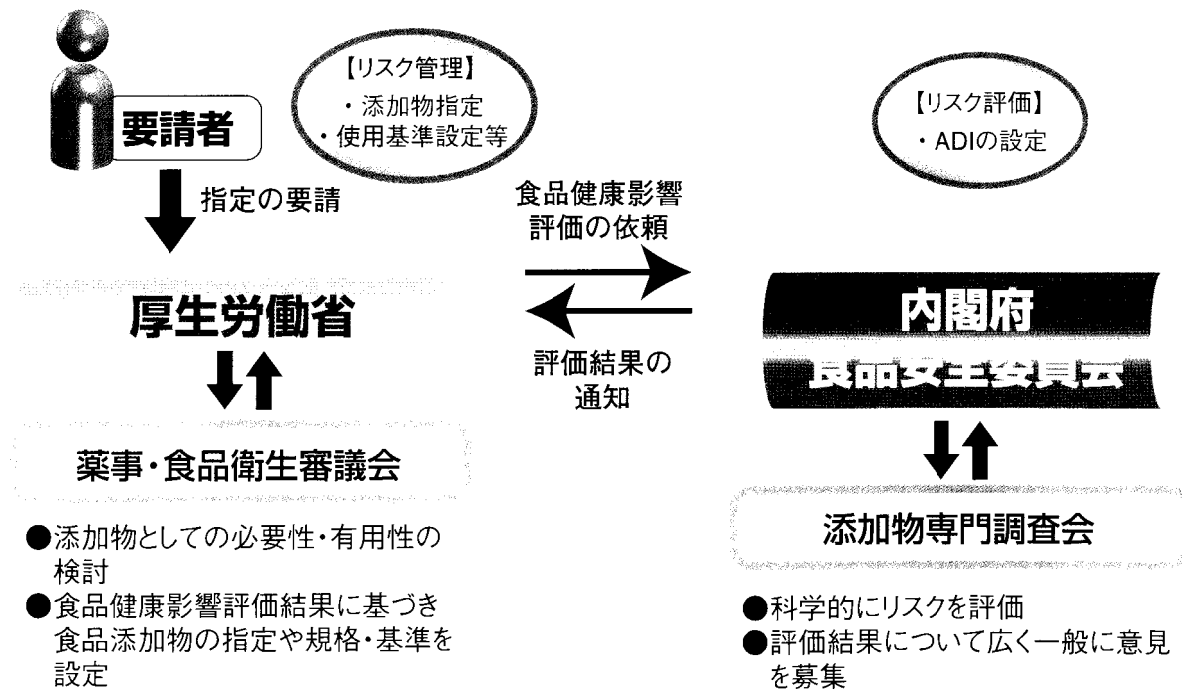 【リスク管理】
・添加物指定
・使用基準設定等
【リスク評価】
・ADIの設定
要請者
指定の要請
食品健康影響
評価の依頼
厚生労働省
内閣府
食品安全委員会
評価結果の
通知
薬事・食品衛生審議会
添加物専門調査会
●添加物としての必要性・有用性の
検討
●食品健康影響評価結果に基づき
食品添加物の指定や規格・基準を
設定
●科学的にリスクを評価
●評価結果について広く一般に意見
を募集